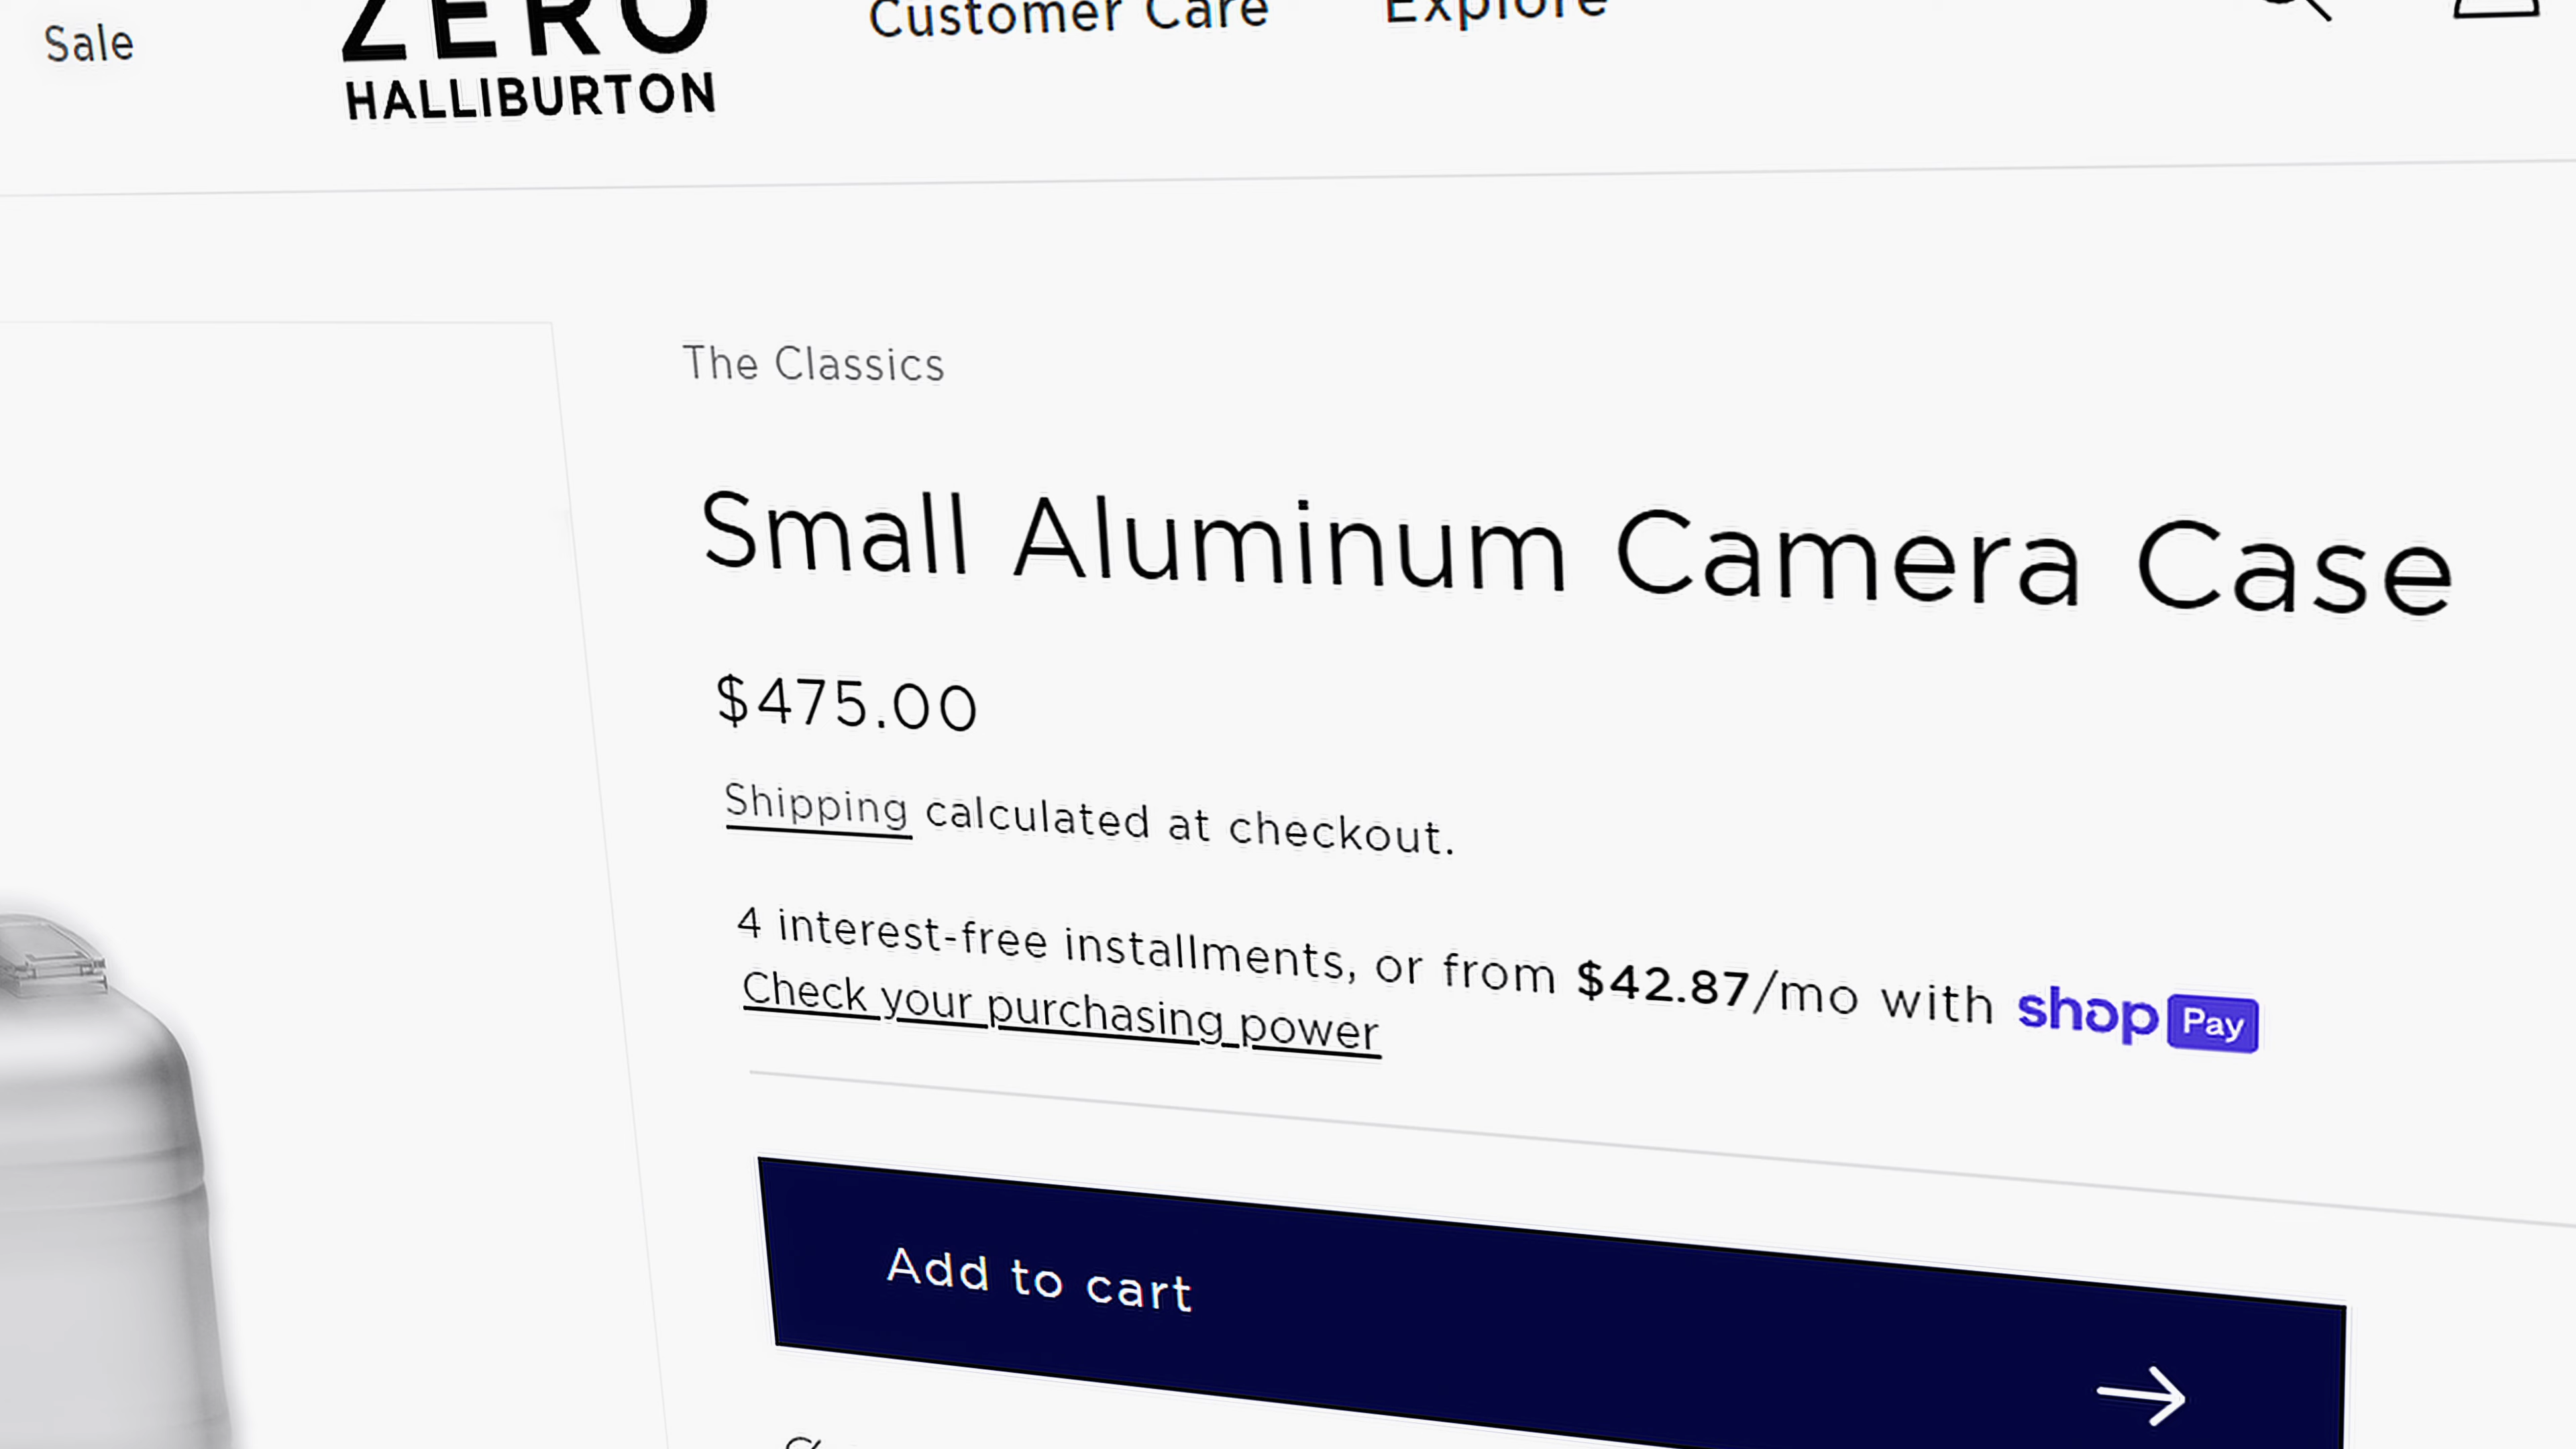 Sale
ZERO
HALLIBURTON
Customer Care
Explore
The Classics
Small Aluminum Camera Case
$475.00
Shipping calculated at checkout.
4 interest-free installments, or from $42.87/mo with shop Pay
Check your purchasing power
Add to cart